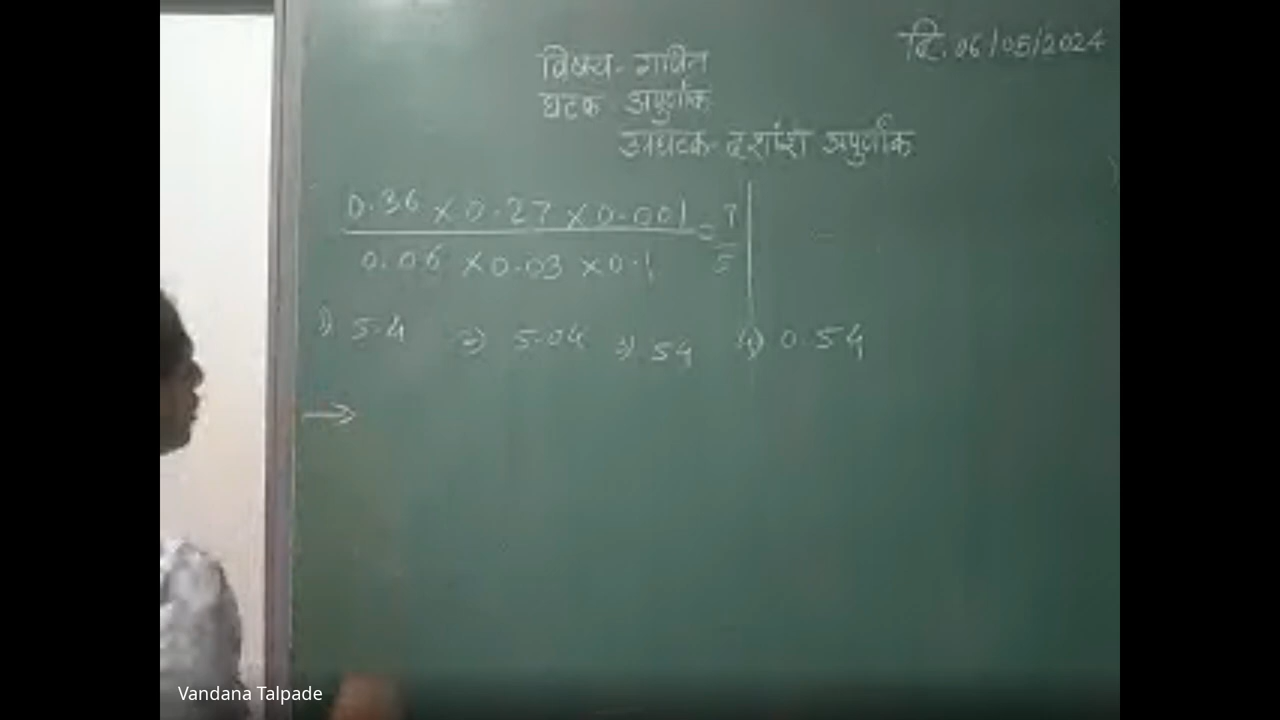 दि. 06/05/2024
विषय- गणित
घटक- अपुर्णांक
उपघटक- दशांश अपुर्णांक
0.36 × 0.27 × 0.001 = ?
0.06 × 0.03 × 0.1 5
1) 5.4 2) 5.04 3) 54 4) 0.54
→
Vandana Talpade